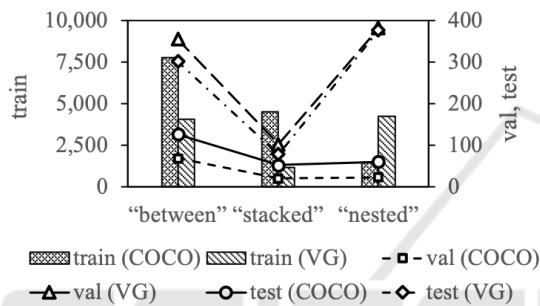 10,000 400
7,500 300
5,000 200
2,500 100
0 0
train
val, test
“between” “stacked” “nested”
train (COCO) train (VG) val (COCO)
val (VG) test (COCO) test (VG)